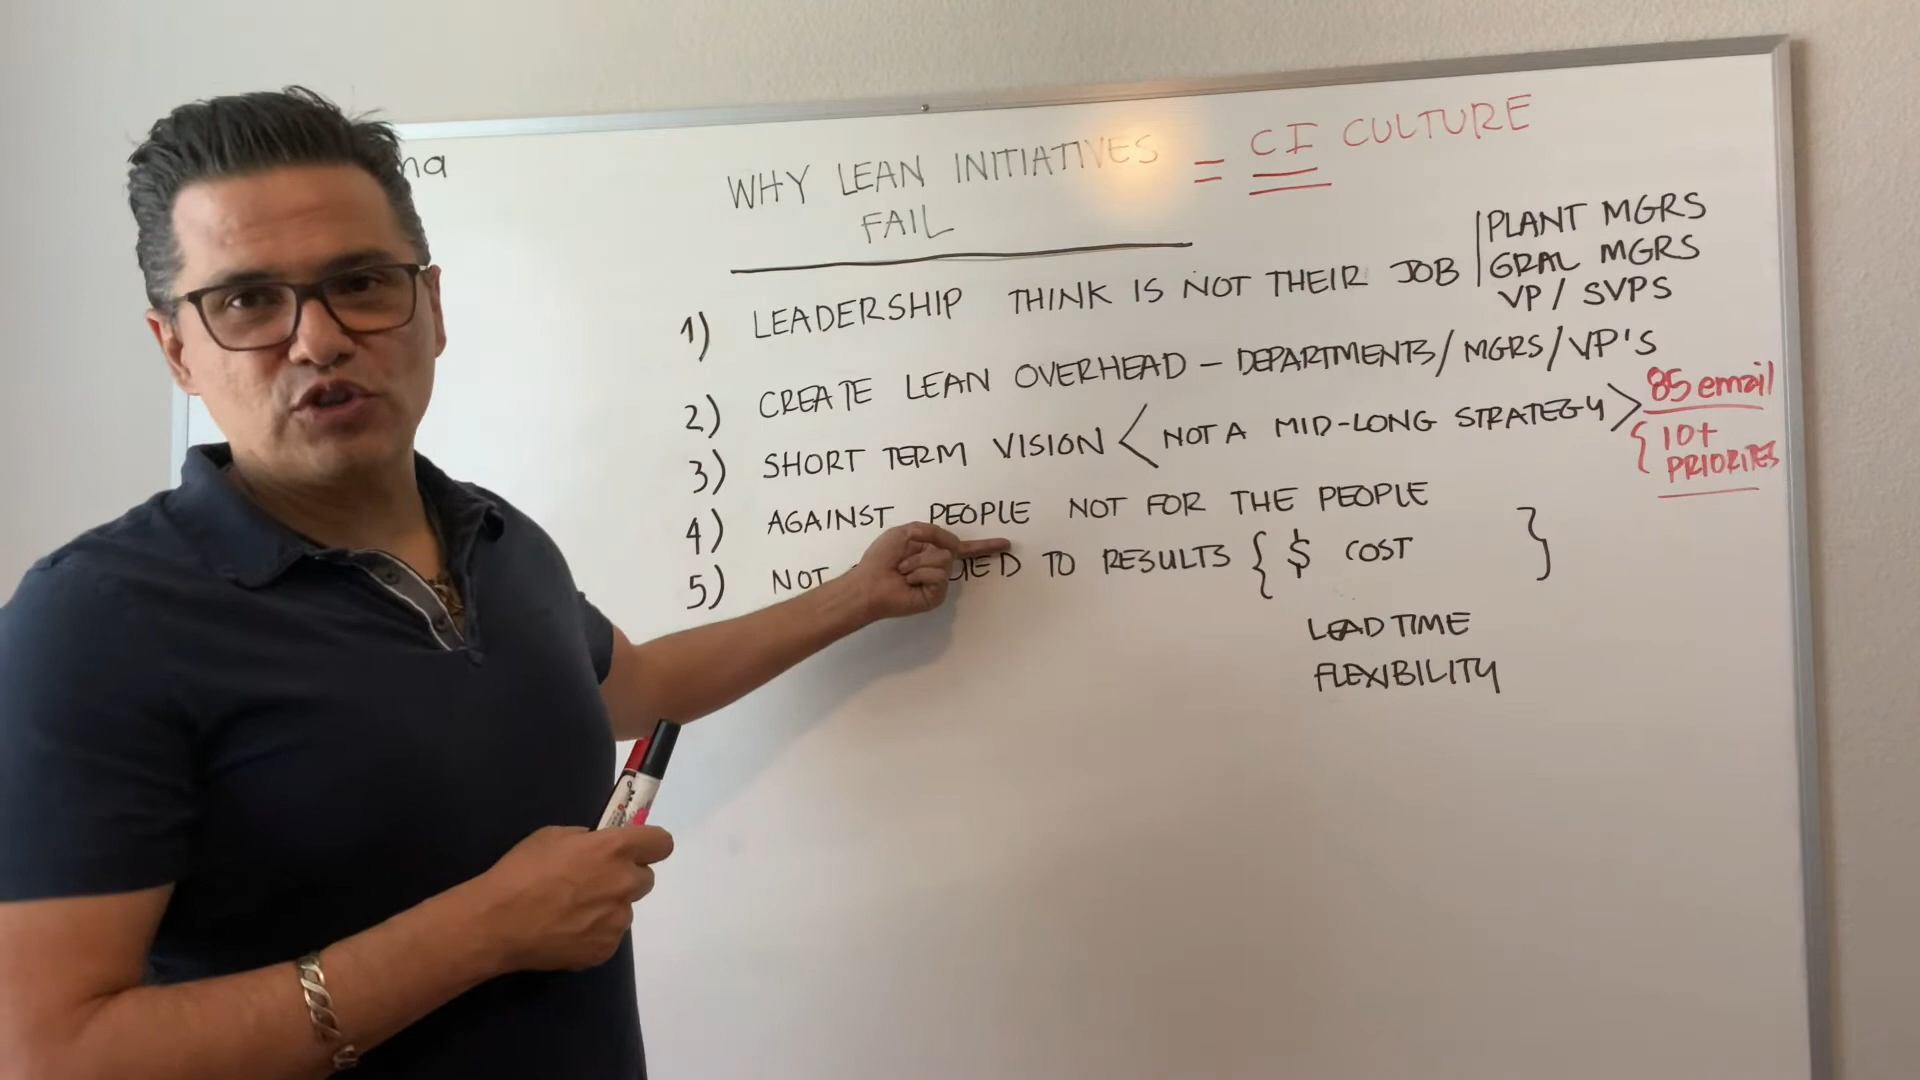 WHY LEAN INITIATIVES = CI CULTURE
FAIL
1) LEADERSHIP THINK IS NOT THEIR JOB
PLANT MGRS
GRAL MGRS
VP / SVPS
2) CREATE LEAN OVERHEAD - DEPARTMENTS/ MGRS/ VP'S
3) SHORT TERM VISION < NOT A MID-LONG STRATEGY >
85 email
{ 10+
PRIORITES
4) AGAINST PEOPLE NOT FOR THE PEOPLE
5) NOT TO RESULTS { $ COST }
LEAD TIME
FLEXIBILITY